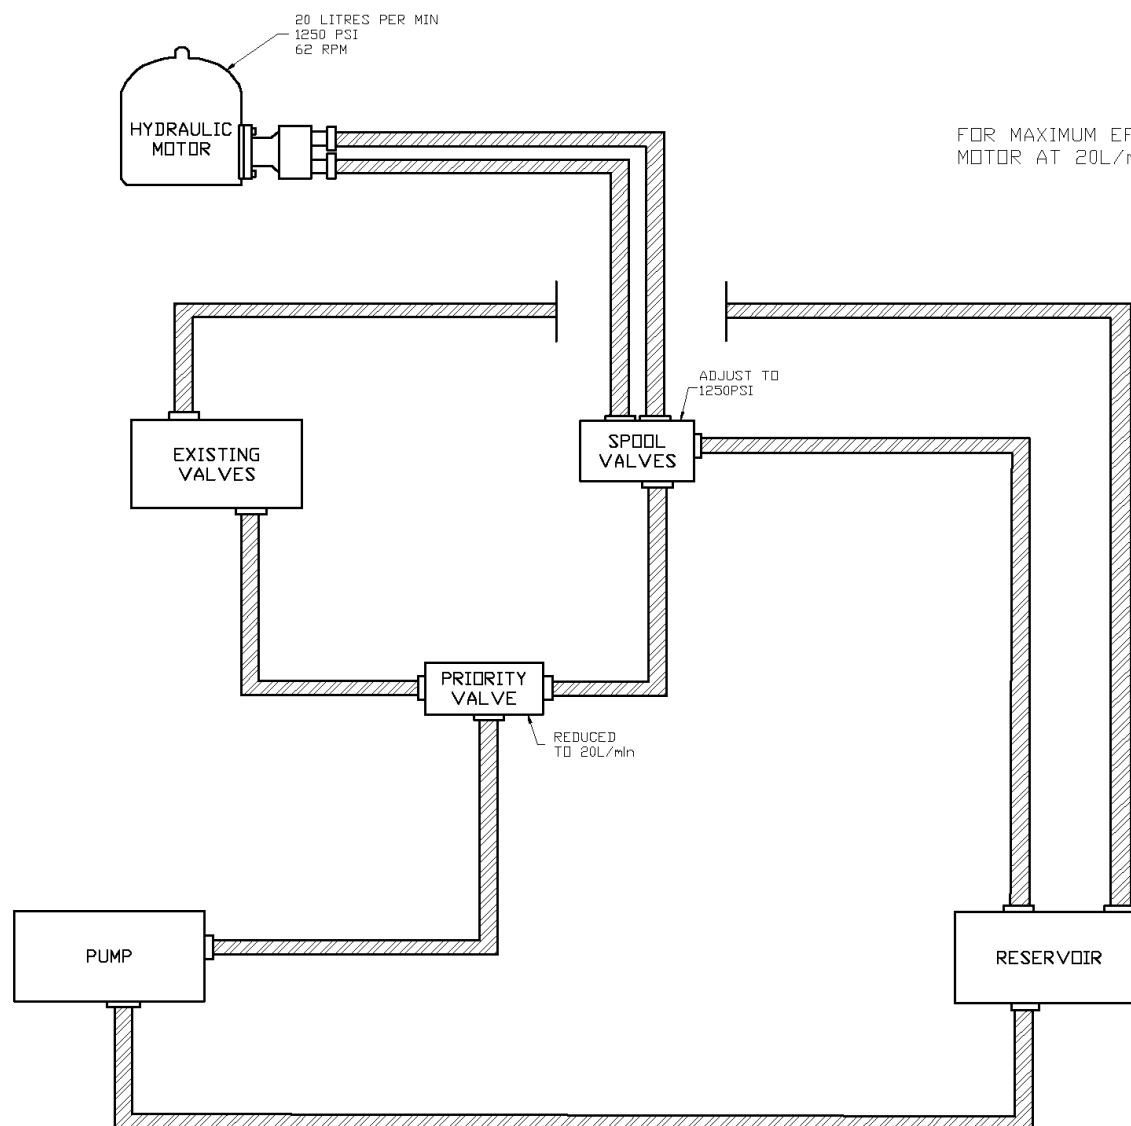 20 LITRES PER MIN
1250 PSI
62 RPM
HYDRAULIC
MOTOR
FOR MAXIMUM
MOTOR AT
ADJUST TO
1250PSI
EXISTING
VALVES
SPOOL
VALVES
PRIORITY
VALVE
REDUCED
TO 20L/min
PUMP
RESERVOIR